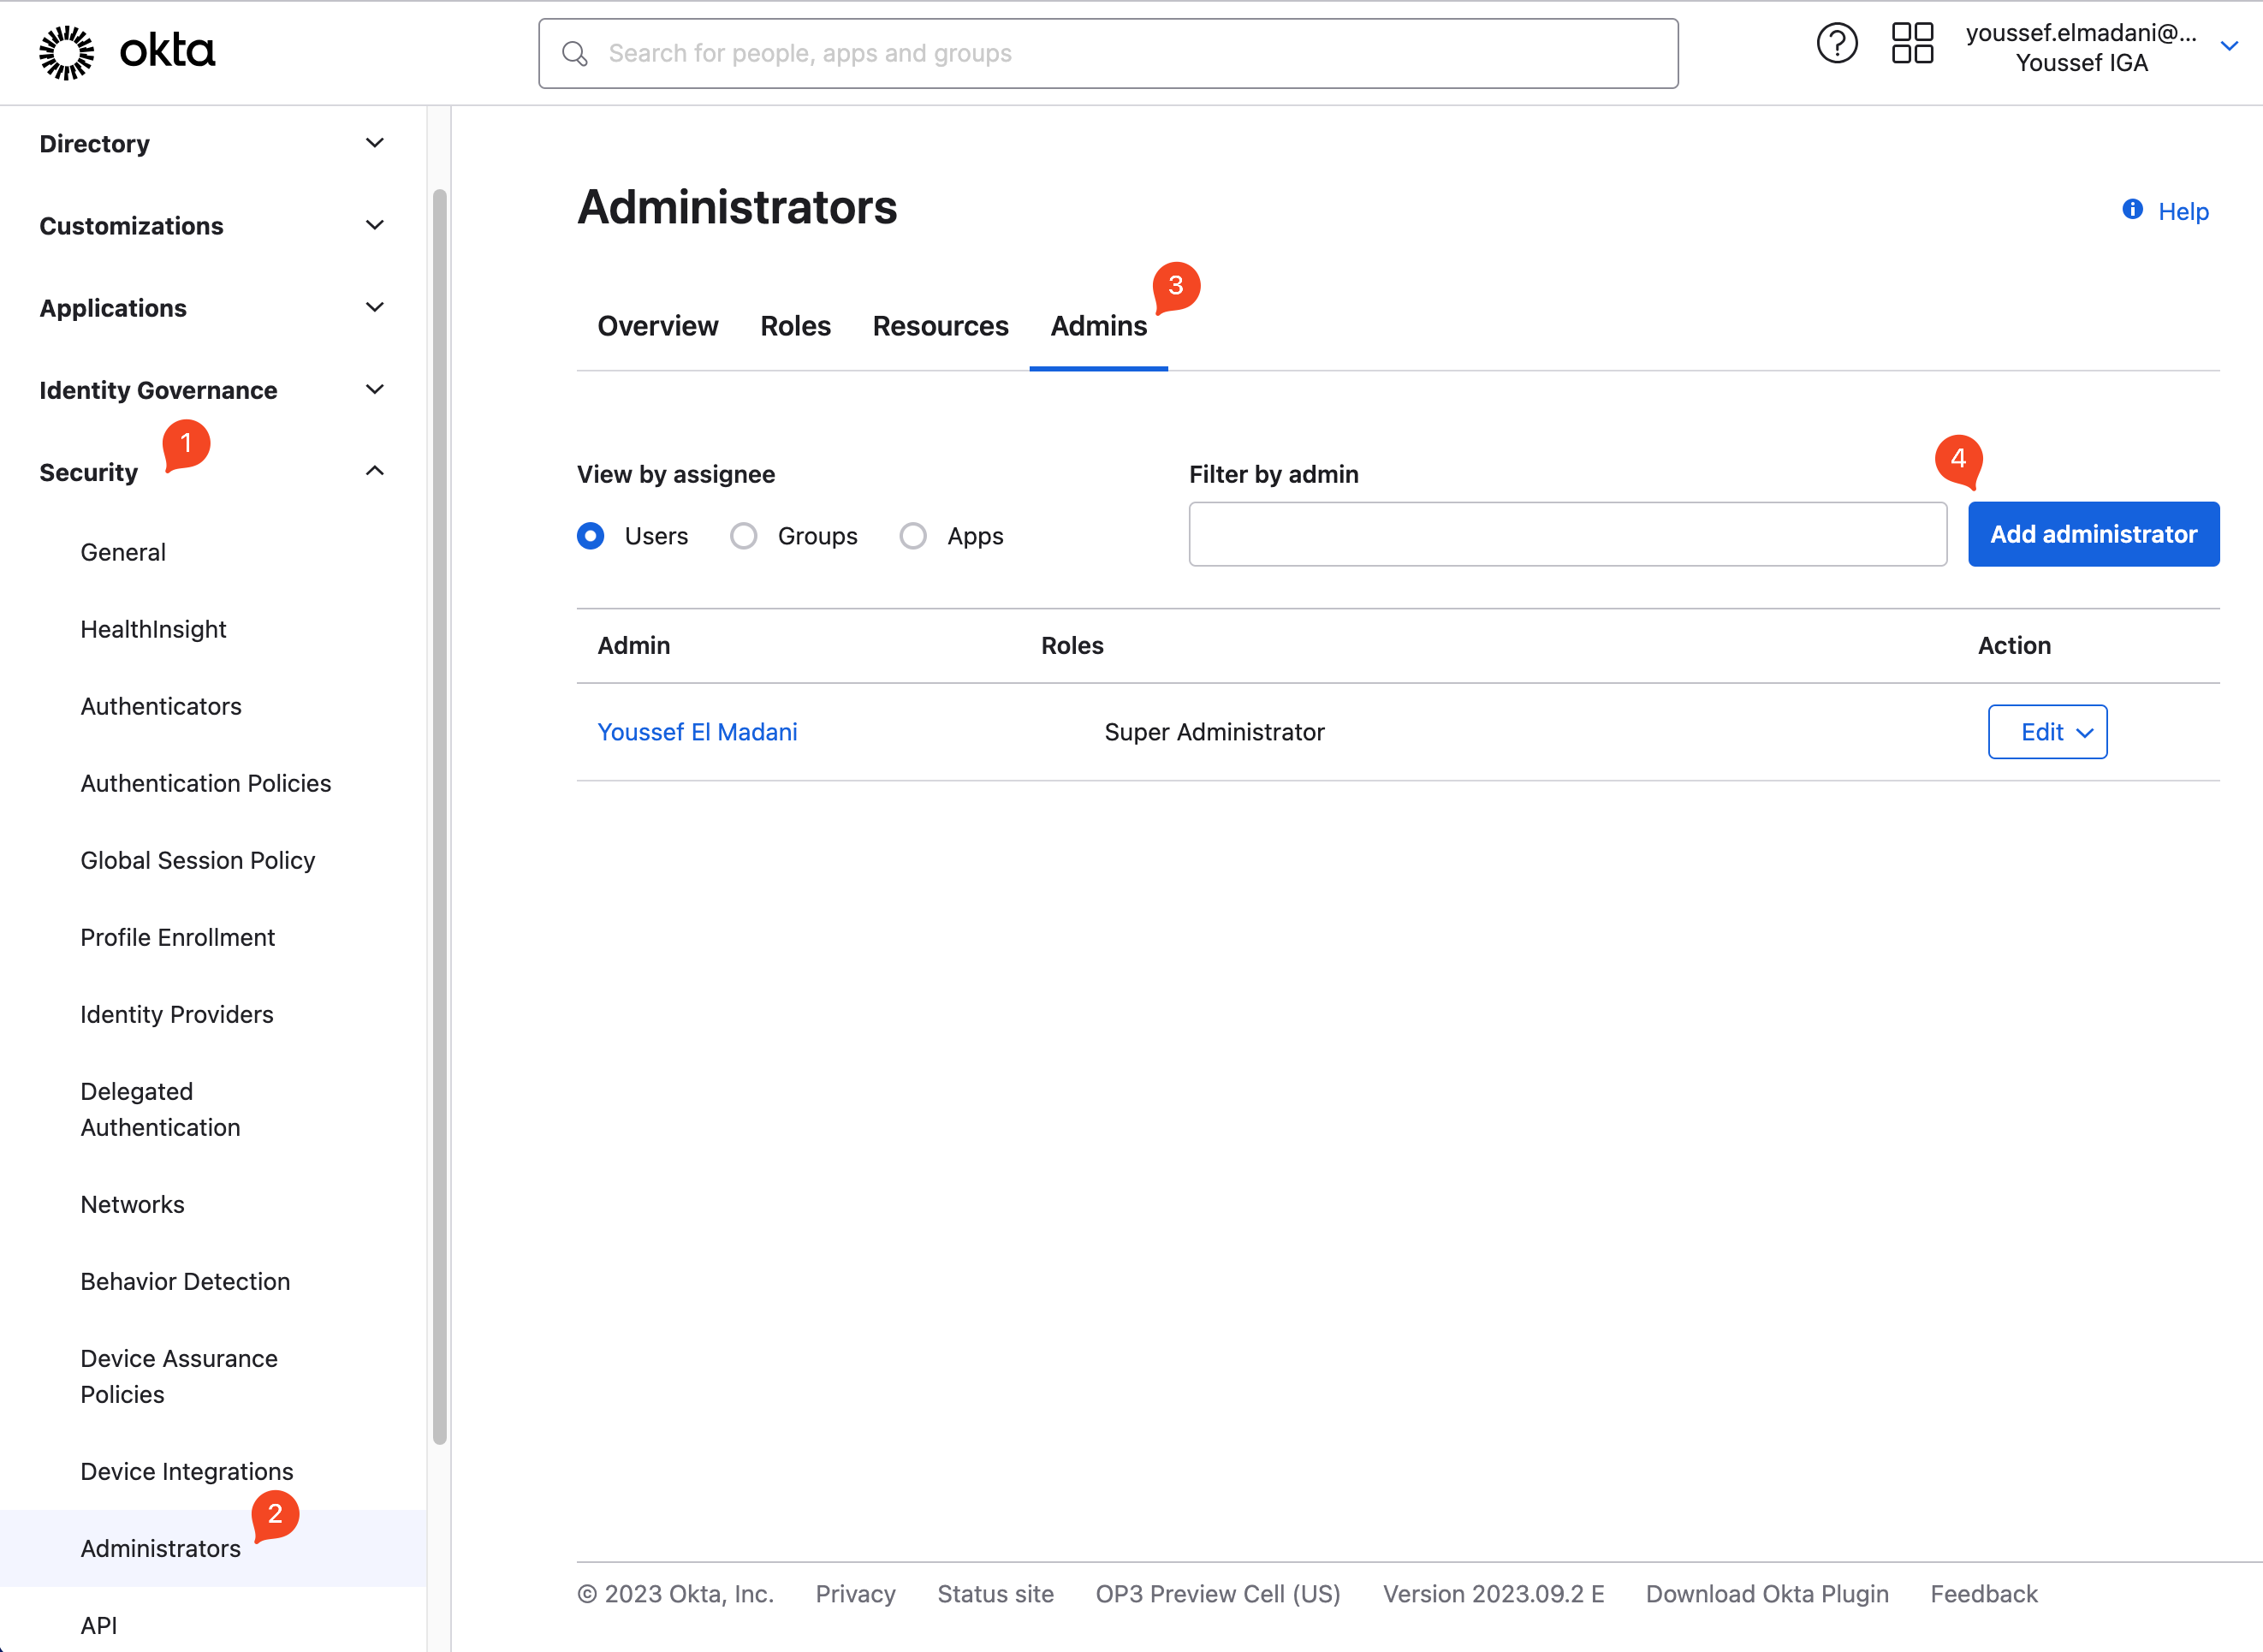 okta
Search for people, apps and groups
youssef.elmadani@...
Youssef IGA
Directory
Customizations
Applications
Identity Governance
1
Security
General
HealthInsight
Authenticators
Authentication Policies
Global Session Policy
Profile Enrollment
Identity Providers
Delegated
Authentication
Networks
Behavior Detection
Device Assurance
Policies
Device Integrations
2
Administrators
API
Administrators
Help
3
Overview Roles Resources Admins
View by assignee
Users Groups Apps
Filter by admin
4
Add administrator
Admin Roles Action
Youssef El Madani Super Administrator Edit
© 2023 Okta, Inc. Privacy Status site OP3 Preview Cell (US) Version 2023.09.2 E Download Okta Plugin Feedback